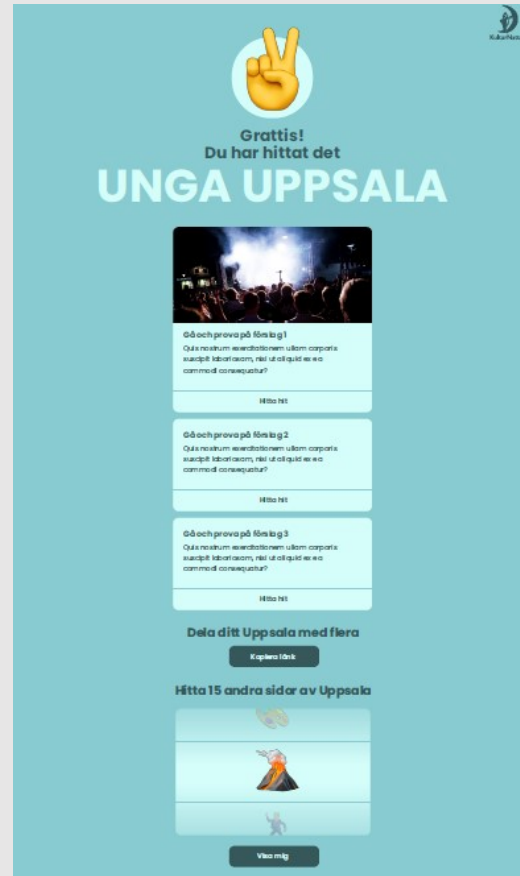 Grattis!
Du har hittat det
UNGA UPPSALA
Gå och prova på förslag 1
Quis nostrum exercitationem ullam corporis
suscipit laboriosam, nisi ut aliquid ex ea
commodi consequatur?
Hitta hit
Gå och prova på förslag 2
Quis nostrum exercitationem ullam corporis
suscipit laboriosam, nisi ut aliquid ex ea
commodi consequatur?
Hitta hit
Gå och prova på förslag 3
Quis nostrum exercitationem ullam corporis
suscipit laboriosam, nisi ut aliquid ex ea
commodi consequatur?
Hitta hit
Dela ditt Uppsala med flera
Kopiera länk
Hitta 15 andra sidor av Uppsala
Visa mig